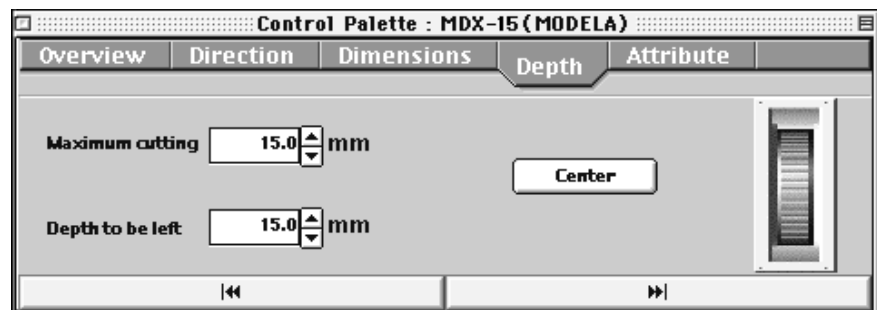 Control Palette : MDX-15(MODELA)
Overview Direction Dimensions Depth Attribute
Maximum cutting 15.0 mm
Center
Depth to be left 15.0 mm